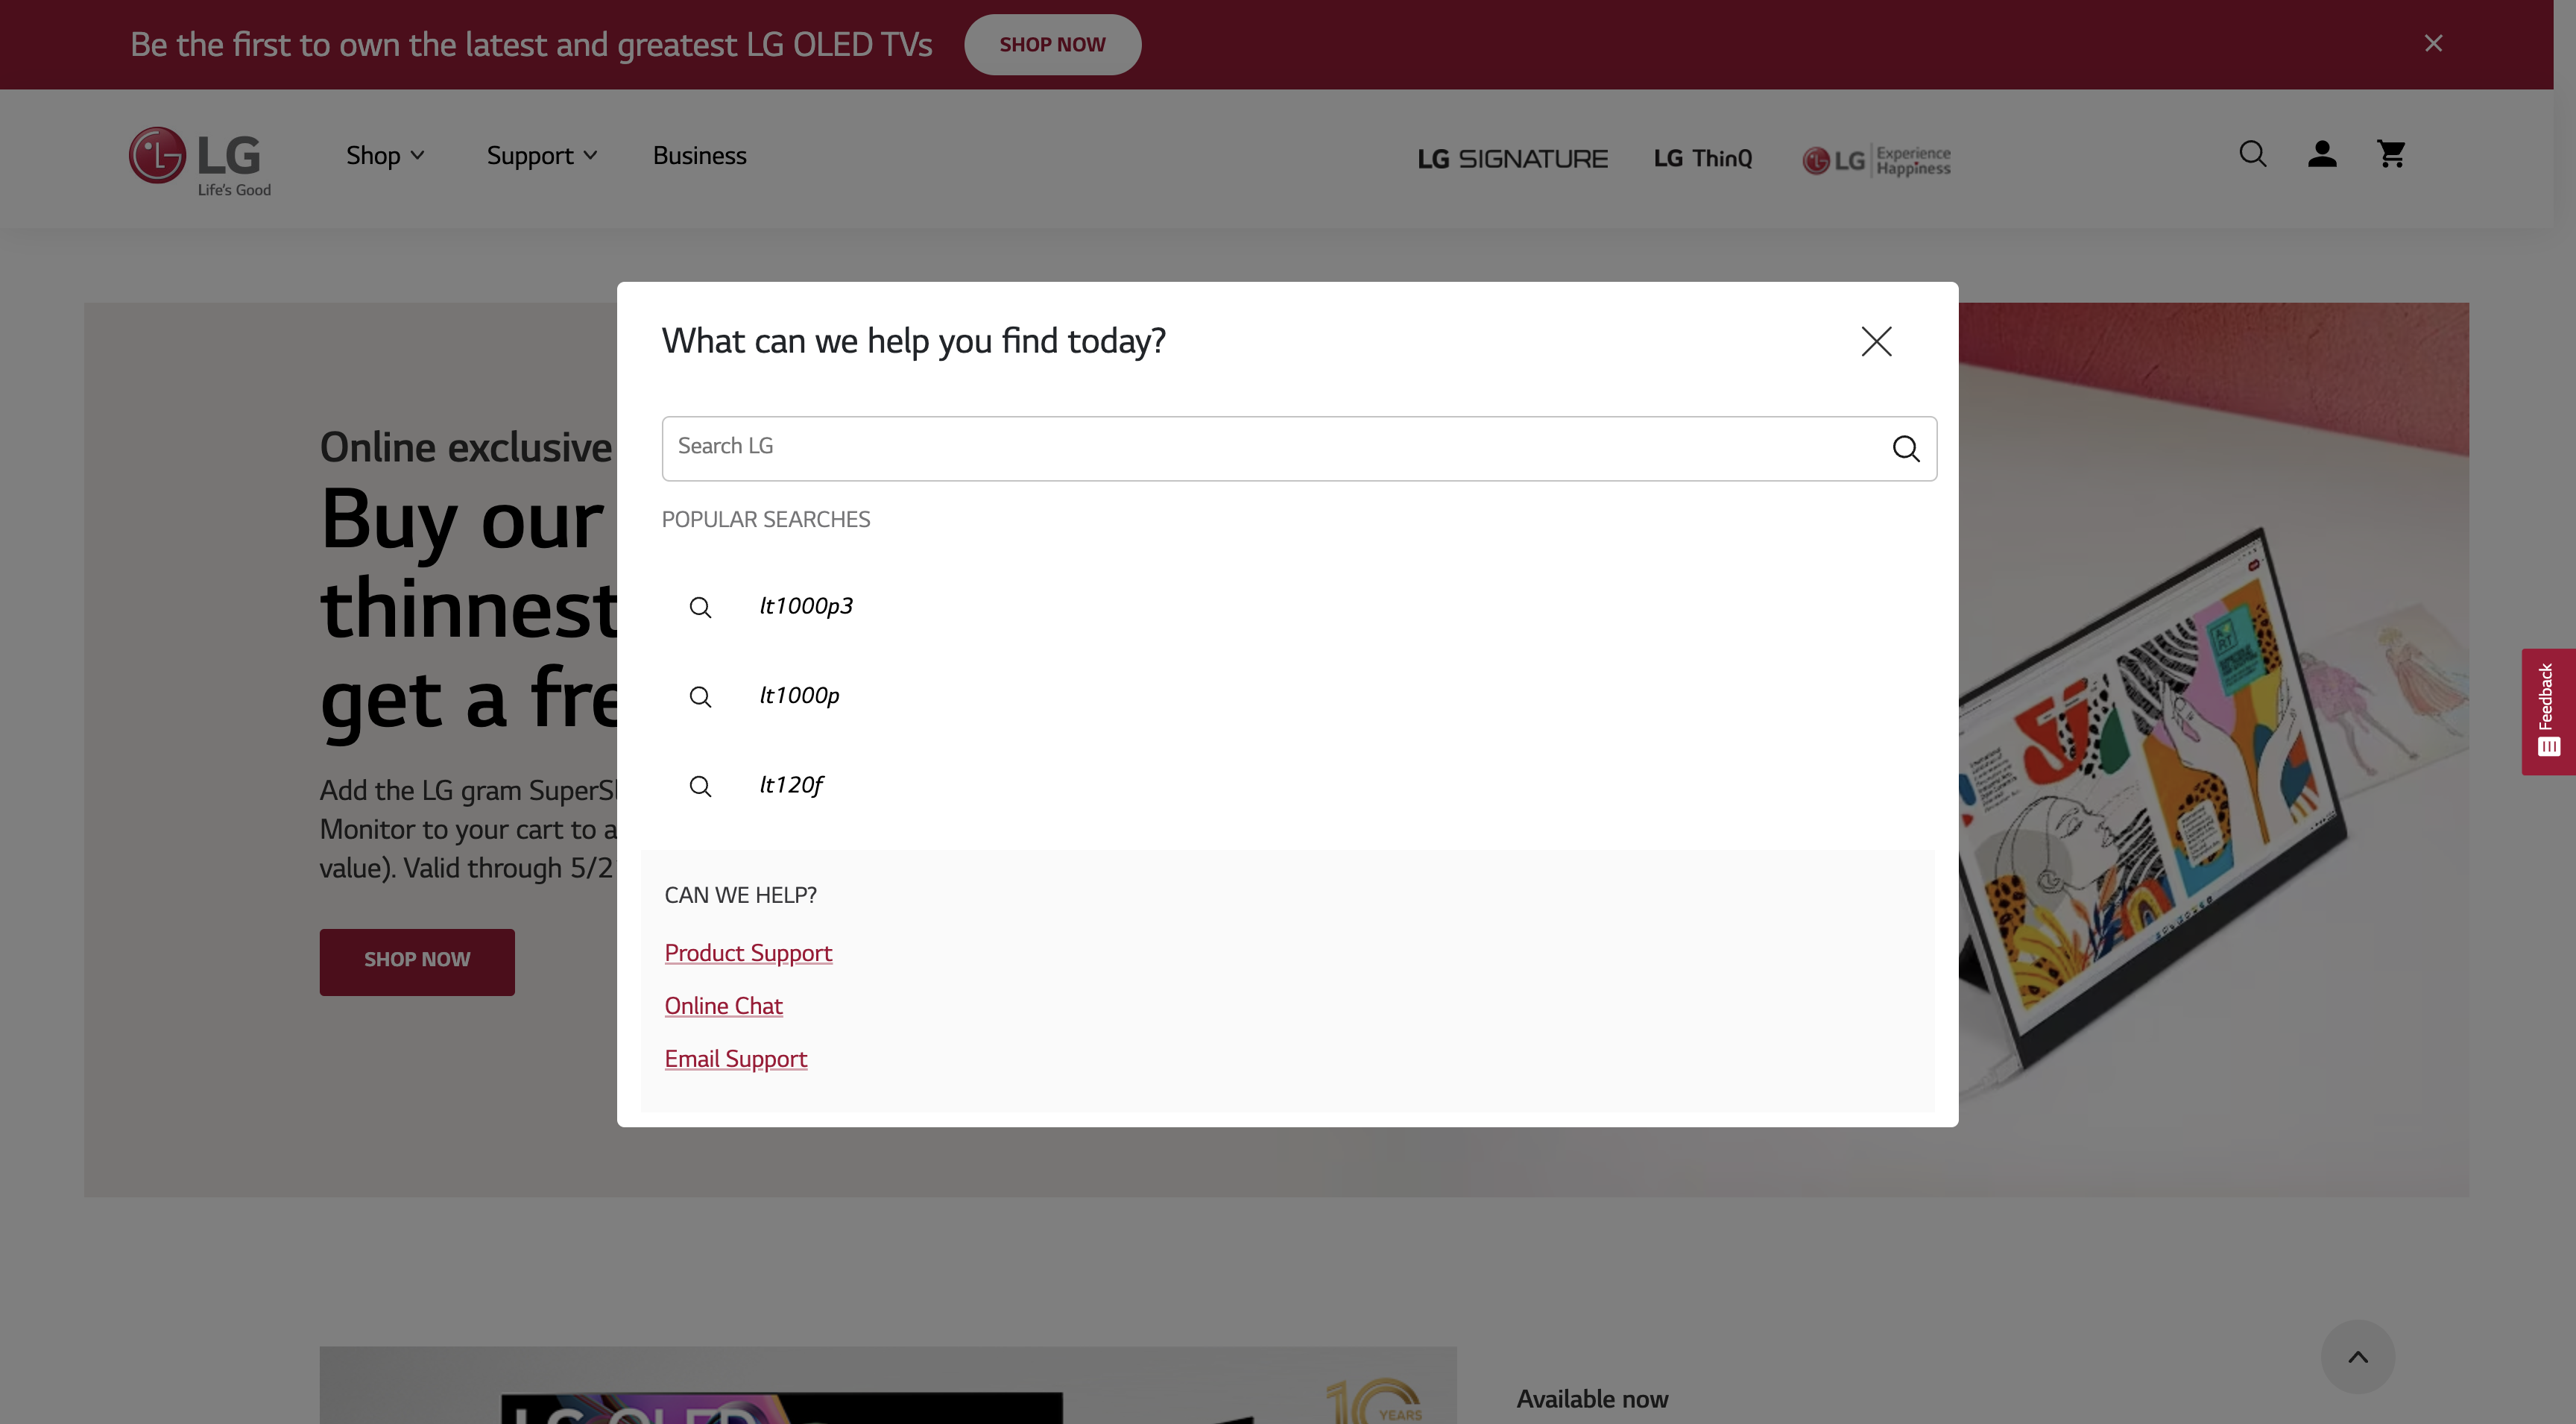 Be the first to own the latest and greatest LG OLED TVs
SHOP NOW
LG
Life's Good
Shop
Support
Business
LG SIGNATURE
LG ThinQ
LG Experience
Happiness
What can we help you find today?
Search LG
POPULAR SEARCHES
lt1000p3
lt1000p
lt120f
CAN WE HELP?
Product Support
Online Chat
Email Support
Online exclusive
Buy our
thinnest
get a fre
Add the LG gram SuperSl
Monitor to your cart to a
value). Valid through 5/2
SHOP NOW
ART
Feedback
LG OLED
10
YEARS
Available now